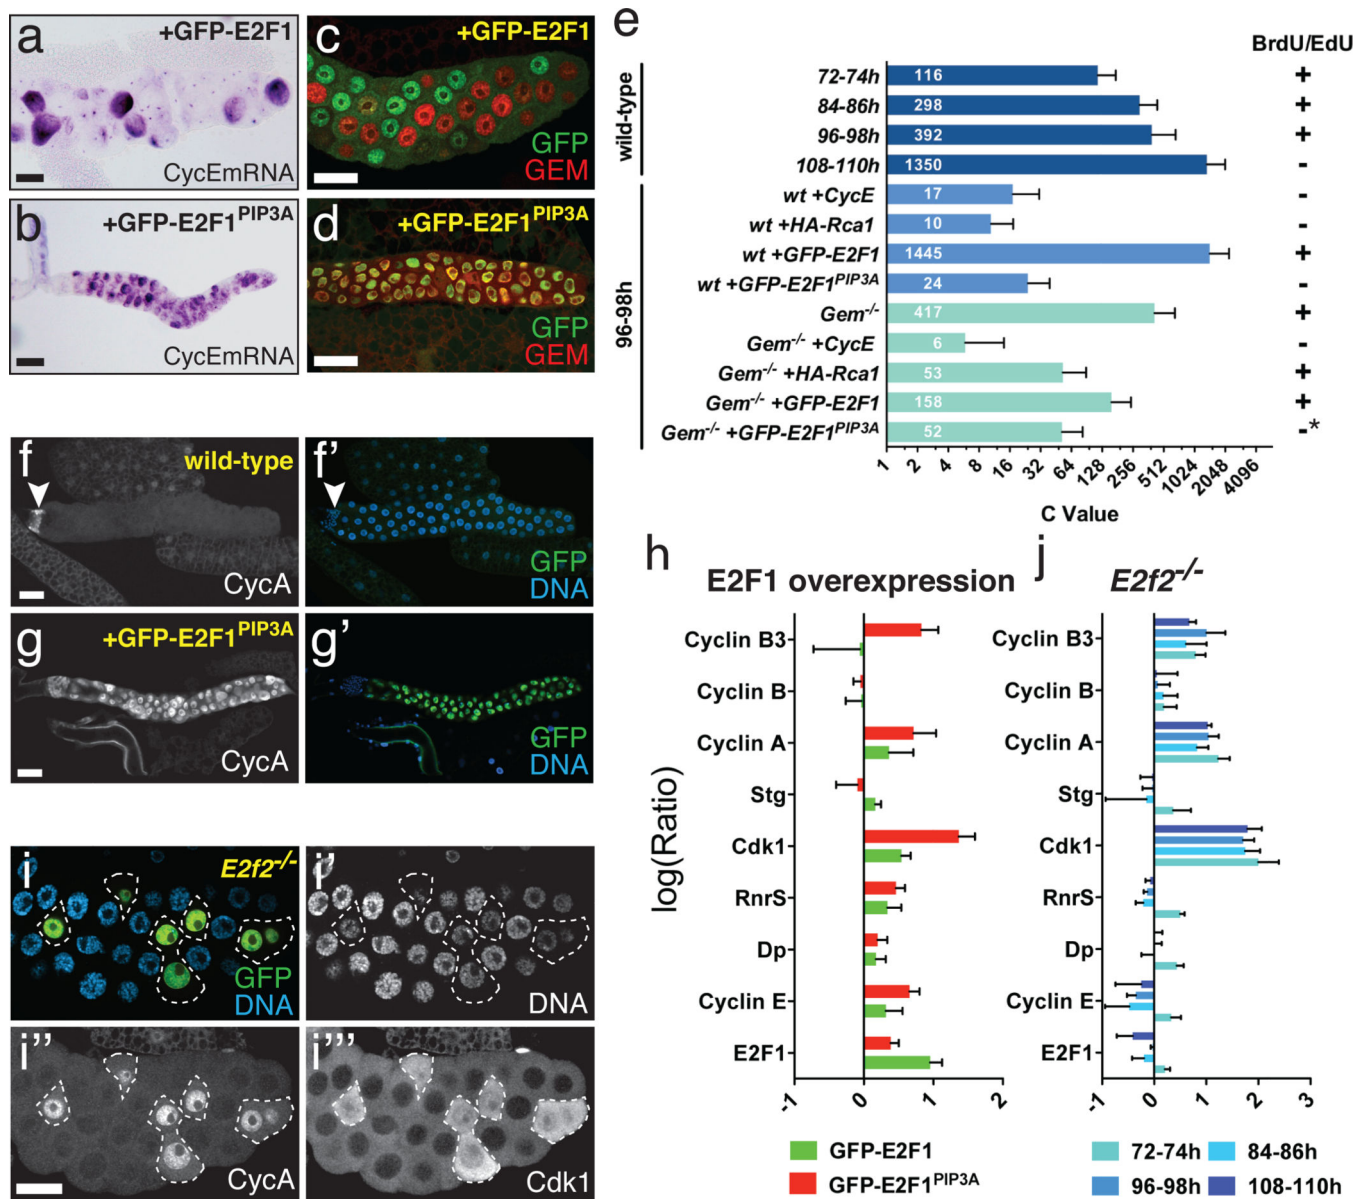 a
+GFP-E2F1
CycEmRNA
b
+GFP-E2F1PIP3A
CycEmRNA
c
+GFP-E2F1
GFP
GEM
d
+GFP-E2F1PIP3A
GFP
GEM
e
BrdU/EdU
wild-type
72-74h 116 +
84-86h 298 +
96-98h 392 +
108-110h 1350 -
96-98h
wt +CycE 17 -
wt +HA-Rca1 10 -
wt +GFP-E2F1 1445 +
wt +GFP-E2F1PIP3A 24 -
Gem-/- 417 +
Gem-/- +CycE 6 -
Gem-/- +HA-Rca1 53 +
Gem-/- +GFP-E2F1 158 +
Gem-/- +GFP-E2F1PIP3A 52 -*
1 2 4 8 16 32 64 128 256 512 1024 2048 4096
C Value
f
wild-type
CycA
f'
GFP
DNA
g
+GFP-E2F1PIP3A
CycA
g'
GFP
DNA
h
E2F1 overexpression
log(Ratio)
Cyclin B3
Cyclin B
Cyclin A
Stg
Cdk1
RnrS
Dp
Cyclin E
E2F1
-1 0 1 2
GFP-E2F1
GFP-E2F1PIP3A
j
E2f2-/-
Cyclin B3
Cyclin B
Cyclin A
Stg
Cdk1
RnrS
Dp
Cyclin E
E2F1
-1 0 1 2 3
72-74h
84-86h
96-98h
108-110h
i
E2f2-/-
GFP
DNA
i'
DNA
i''
CycA
i'''
Cdk1